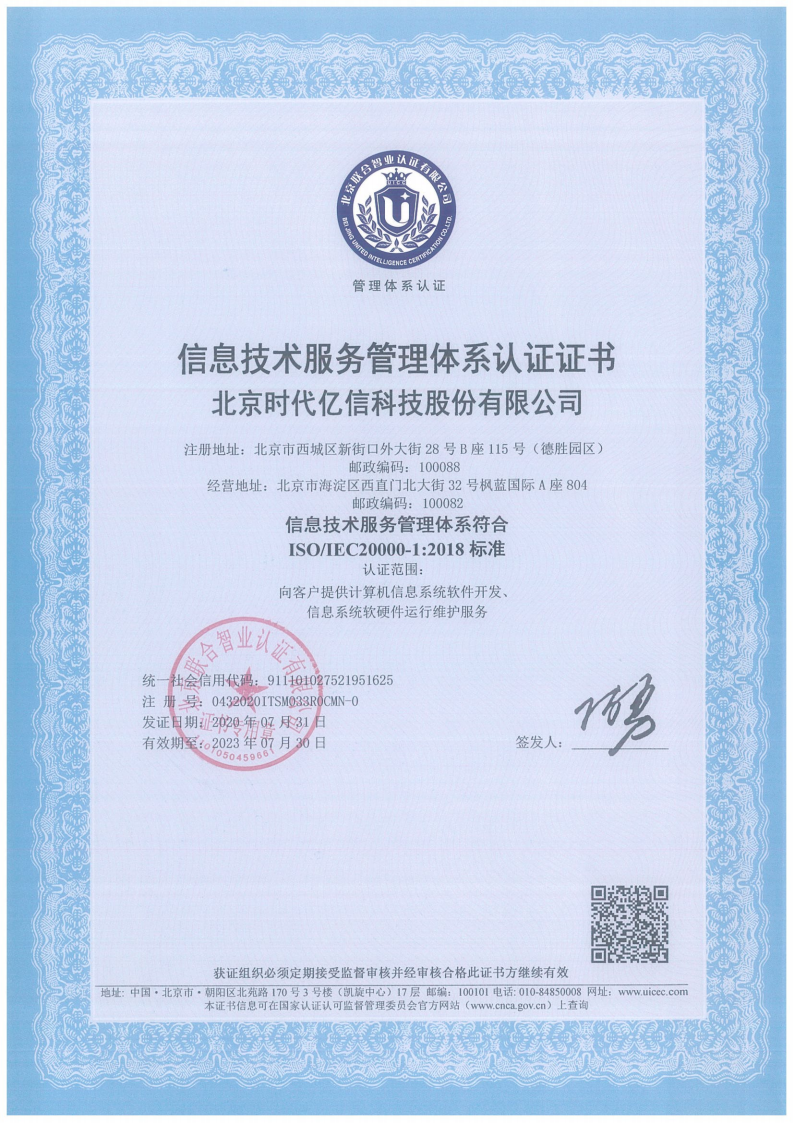 北京联合智业认证有限公司
UICC
BEI JING UNITED INTELLIGENCE CERTIFICATION CO.,LTD.
管理体系认证
信息技术服务管理体系认证证书
北京时代亿信科技股份有限公司
注册地址：北京市西城区新街口外大街 28 号 B 座 115 号（德胜园区）
邮政编码：100088
经营地址：北京市海淀区西直门北大街 32 号枫蓝国际 A 座 804
邮政编码：100082
信息技术服务管理体系符合
ISO/IEC20000-1:2018 标准
认证范围：
向客户提供计算机信息系统软件开发、
信息系统软硬件运行维护服务
北京联合智业认证有限公司
证书专用章
统一社会信用代码：911101027521951625
注 册 号：0432020ITSM033R0CMN-0
发证日期：2020 年 07 月 31 日
有效期至：2023 年 07 月 30 日
签发人：
获证组织必须定期接受监督审核并经审核合格此证书方继续有效
地址: 中国·北京市·朝阳区北苑路 170 号 3 号楼（凯旋中心）17 层 邮编：100101 电话: 010-84850008 网址：www.uicec.com
本证书信息可在国家认证认可监督管理委员会官方网站（www.cnca.gov.cn）上查询